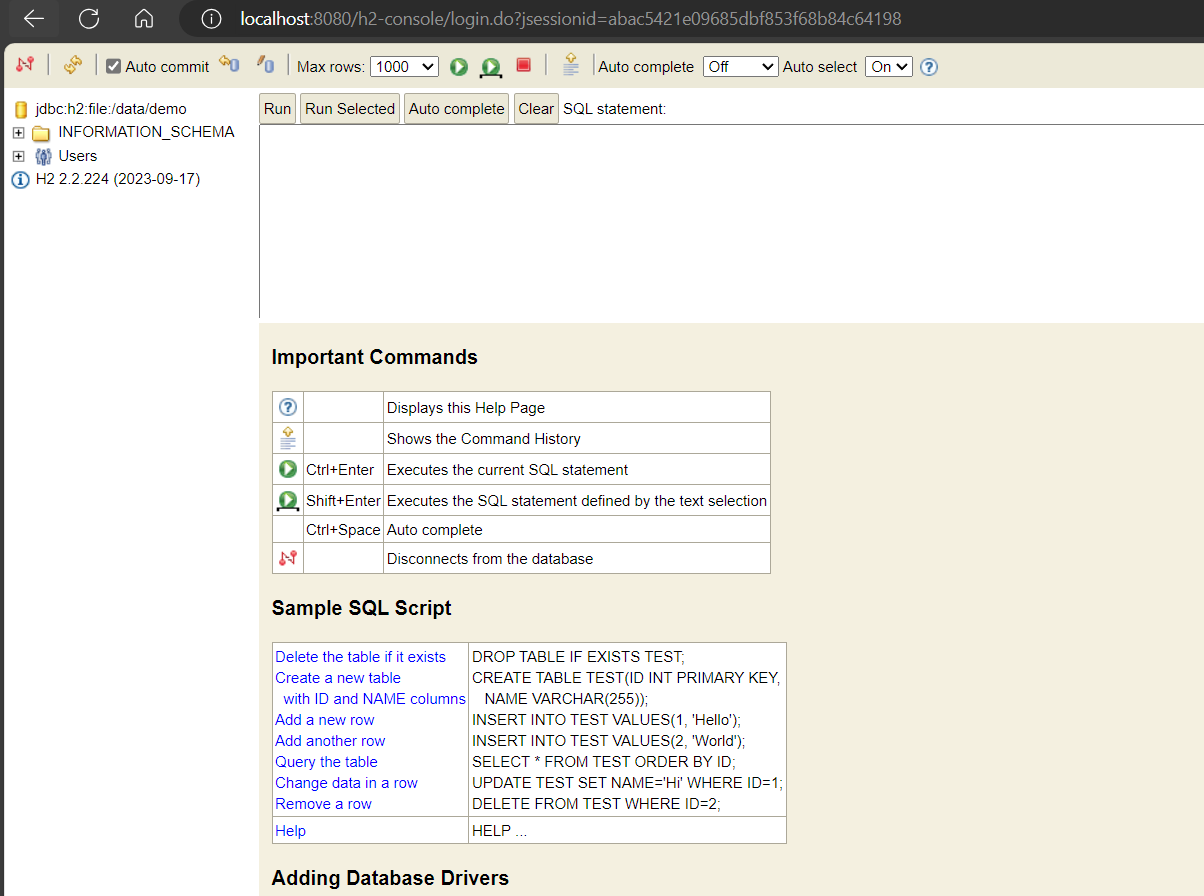 localhost:8080/h2-console/login.do?jsessionid=abac5421e09685dbf853f68b84c64198
Auto commit Max rows: 1000 Auto complete Off Auto select On
jdbc:h2:file:/data/demo
INFORMATION_SCHEMA
Users
H2 2.2.224 (2023-09-17)
Run Run Selected Auto complete Clear SQL statement:
Important Commands
Displays this Help Page
Shows the Command History
Ctrl+Enter Executes the current SQL statement
Shift+Enter Executes the SQL statement defined by the text selection
Ctrl+Space Auto complete
Disconnects from the database
Sample SQL Script
Delete the table if it exists DROP TABLE IF EXISTS TEST;
Create a new table CREATE TABLE TEST(ID INT PRIMARY KEY,
with ID and NAME columns NAME VARCHAR(255));
Add a new row INSERT INTO TEST VALUES(1, 'Hello');
Add another row INSERT INTO TEST VALUES(2, 'World');
Query the table SELECT * FROM TEST ORDER BY ID;
Change data in a row UPDATE TEST SET NAME='Hi' WHERE ID=1;
Remove a row DELETE FROM TEST WHERE ID=2;
Help HELP ...
Adding Database Drivers